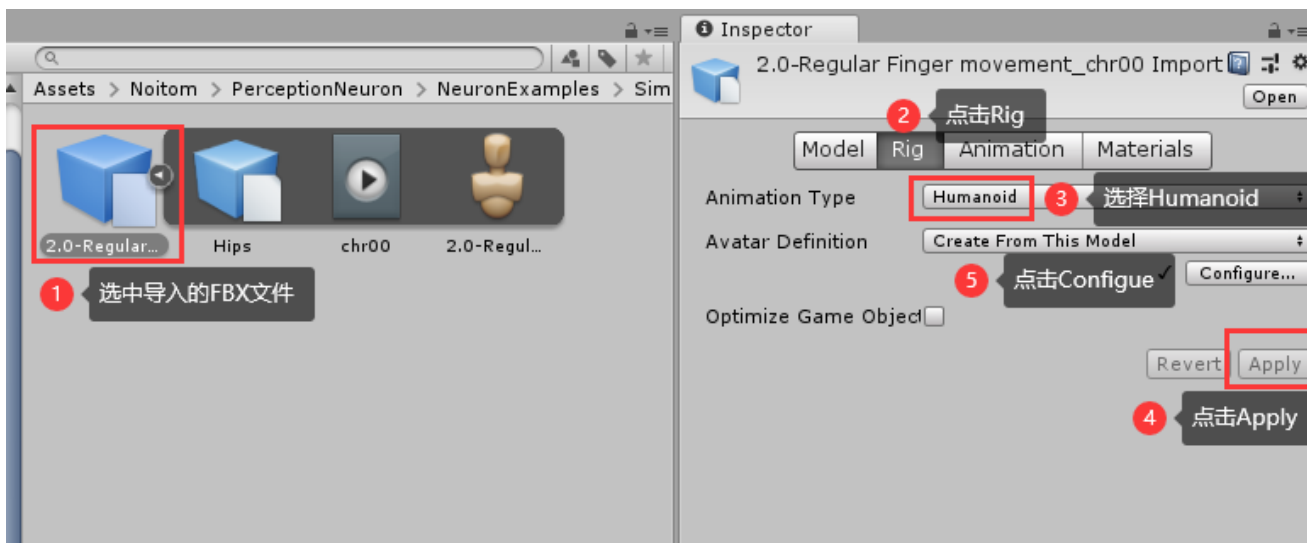 Inspector
2.0-Regular Finger movement_chr00 Import
Open
Assets > Noitom > PerceptionNeuron > NeuronExamples > Sim
2
点击Rig
Model Rig Animation Materials
Animation Type Humanoid
3
选择Humanoid
Avatar Definition Create From This Model
5
点击Configue
Configure...
Optimize Game Object
Revert Apply
4
点击Apply
2.0-Regular... Hips chr00 2.0-Regul...
1
选中导入的FBX文件